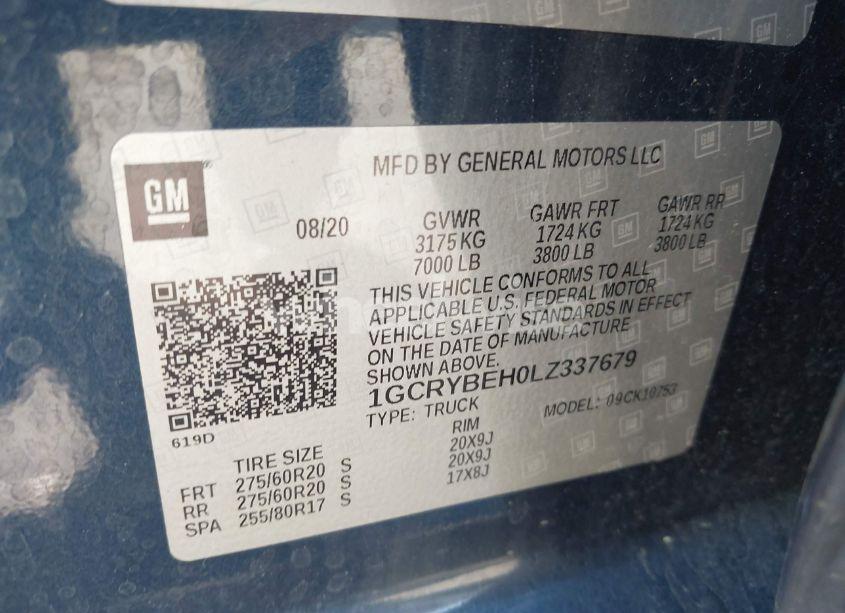 GM
MFD BY GENERAL MOTORS LLC
08/20
GVWR GAWR FRT GAWR RR
3175 KG 1724 KG 1724 KG
7000 LB 3800 LB 3800 LB
THIS VEHICLE CONFORMS TO ALL
APPLICABLE U.S. FEDERAL MOTOR
VEHICLE SAFETY STANDARDS IN EFFECT
ON THE DATE OF MANUFACTURE
SHOWN ABOVE.
1GCRYBEH0LZ337679
TYPE: TRUCK MODEL: 09CK10753
619D
TIRE SIZE RIM
FRT 275/60R20 S 20X9J
RR 275/60R20 S 20X9J
SPA 255/80R17 S 17X8J